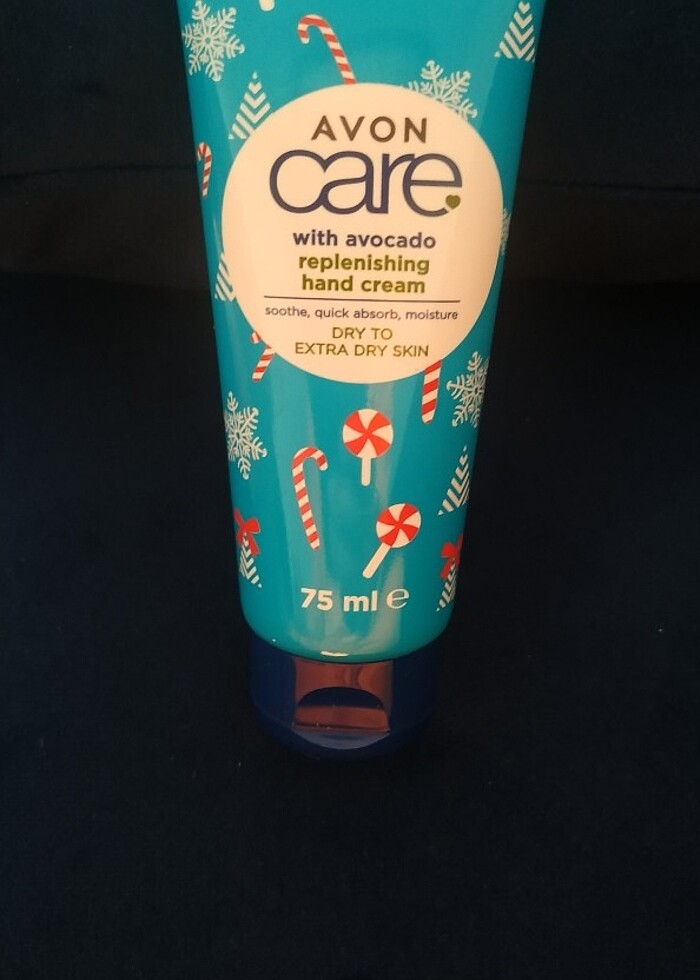 AVON
care
with avocado
replenishing
hand cream
soothe, quick absorb, moisture
DRY TO
EXTRA DRY SKIN
75 ml ℮